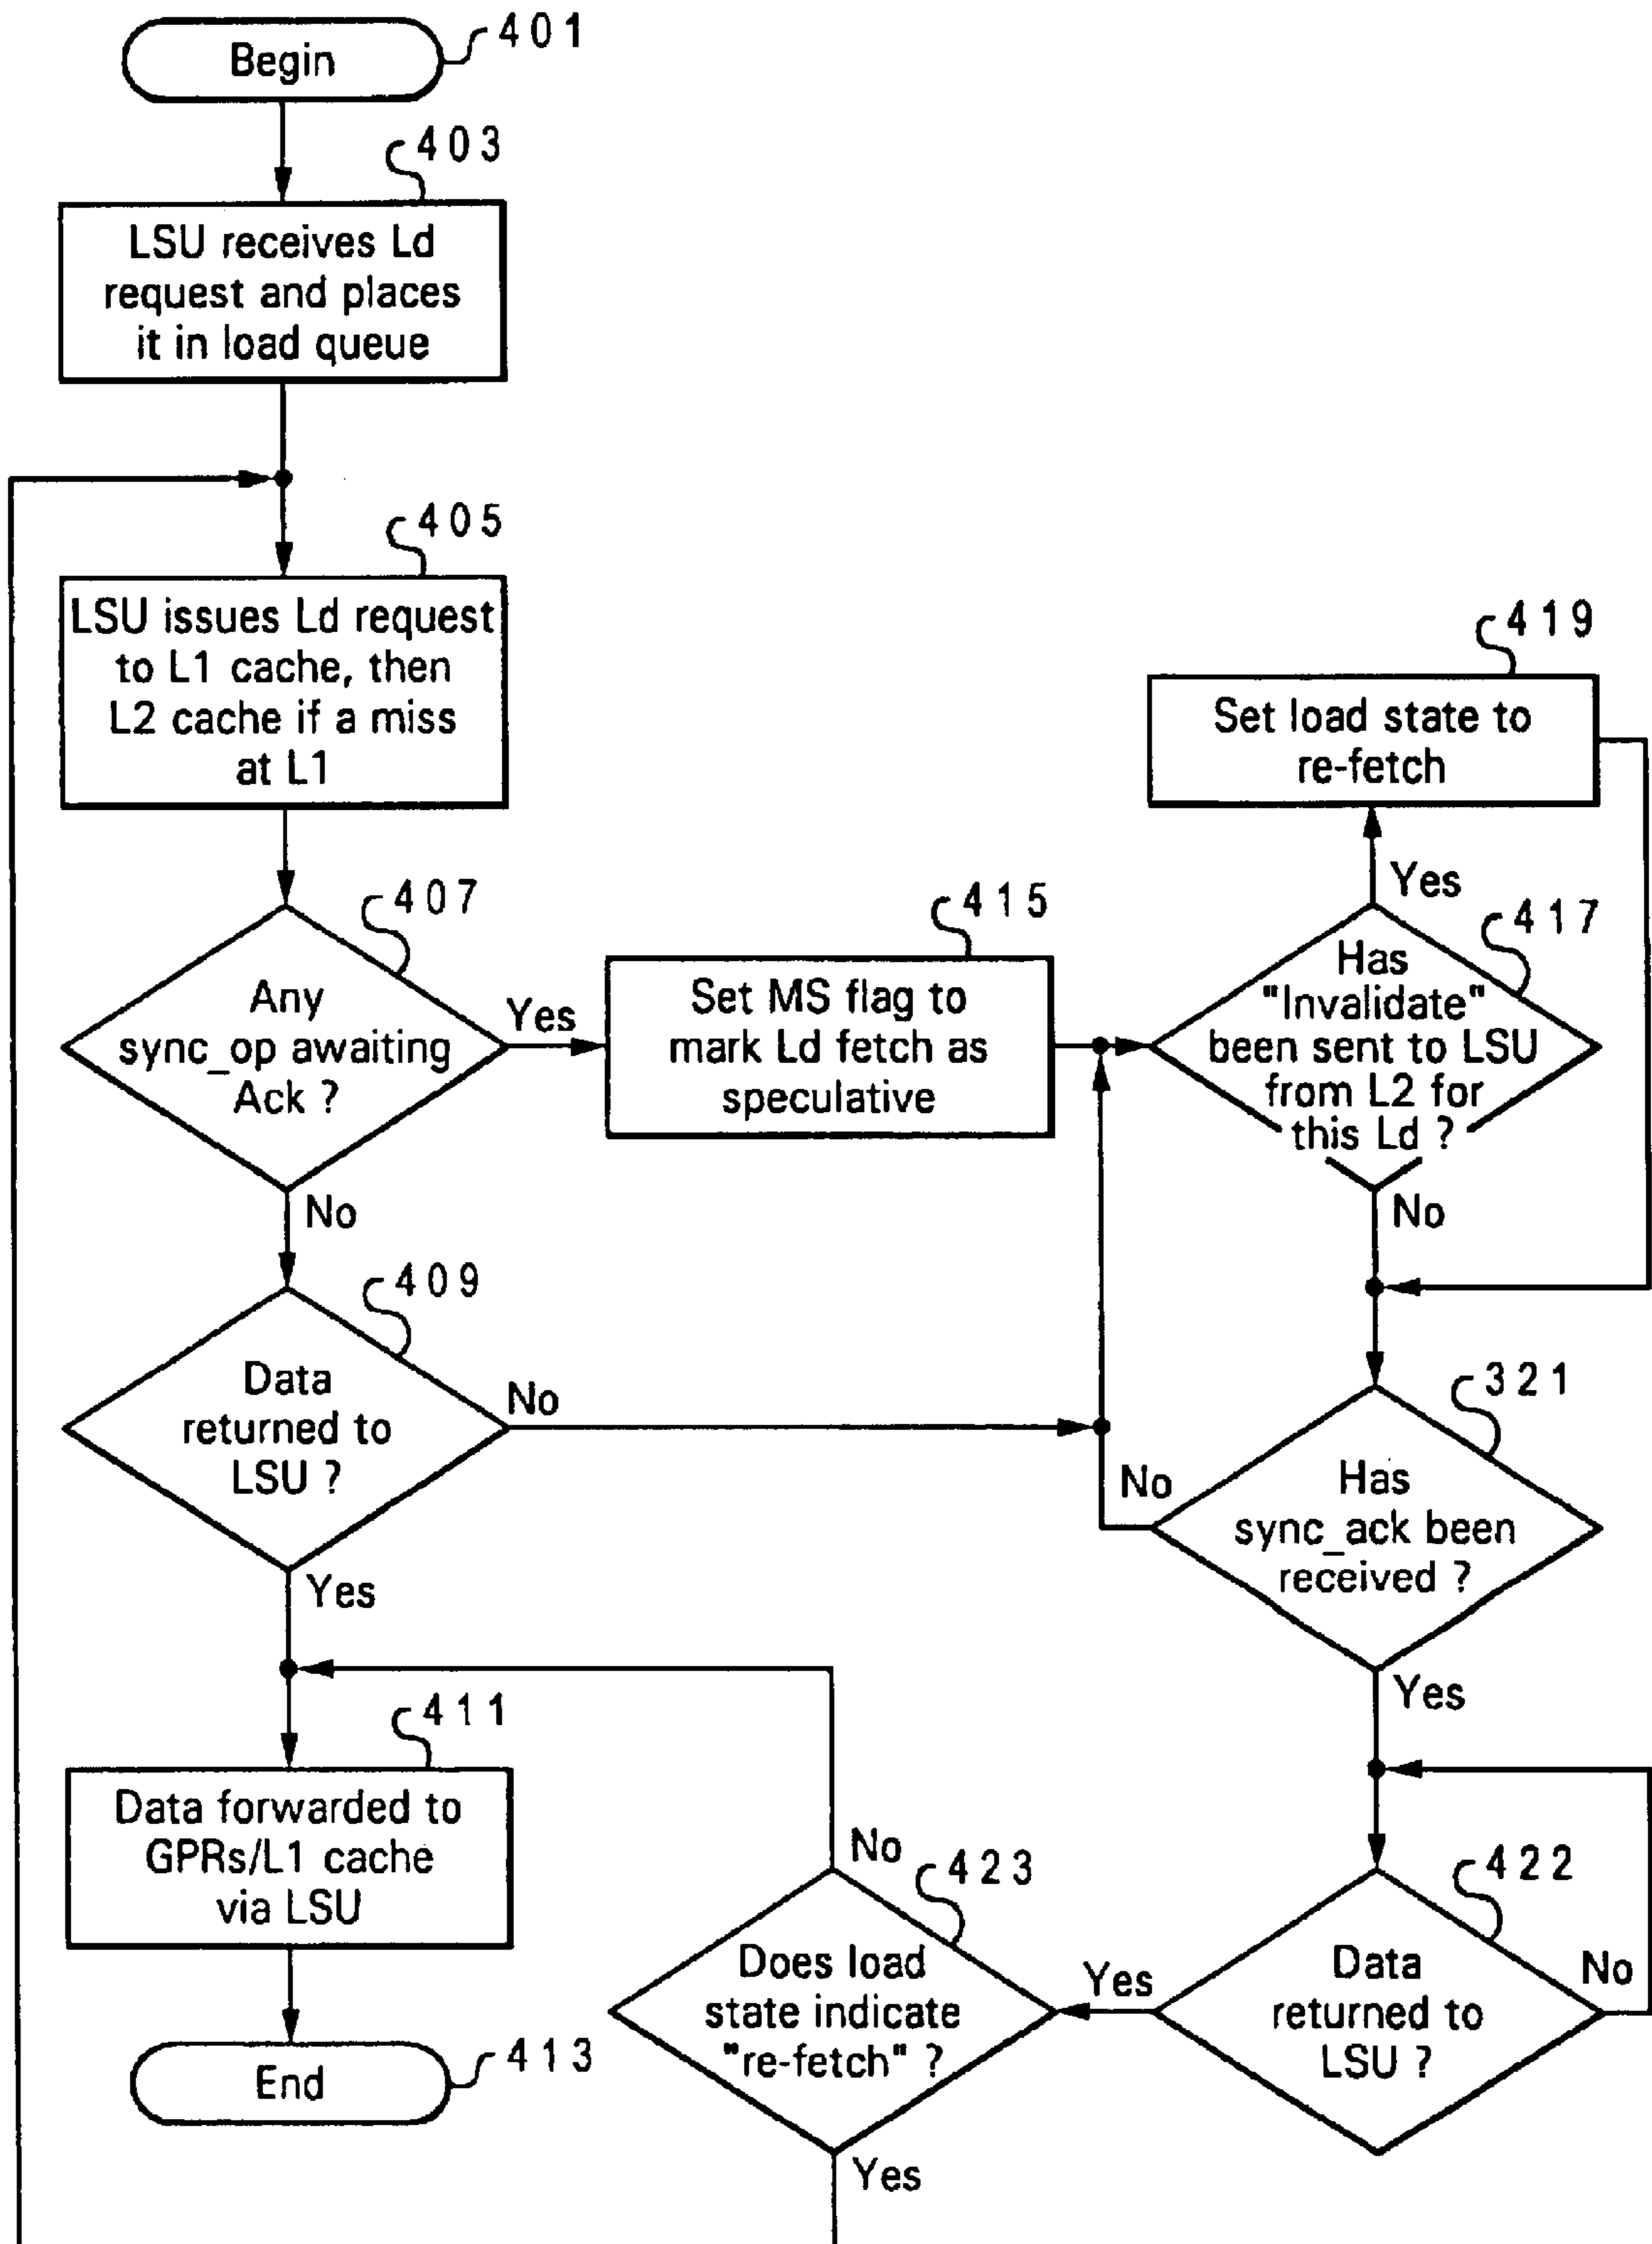 Begin
401
403
LSU receives Ld
request and places
it in load queue
405
LSU issues Ld request
to L1 cache, then
L2 cache if a miss
at L1
407
Any
sync_op awaiting
Ack ?
Yes
No
415
Set MS flag to
mark Ld fetch as
speculative
419
Set load state to
re-fetch
Yes
417
Has
"Invalidate"
been sent to LSU
from L2 for
this Ld ?
No
409
Data
returned to
LSU ?
No
Yes
321
Has
sync_ack been
received ?
No
Yes
411
Data forwarded to
GPRs/L1 cache
via LSU
413
End
422
Data
returned to
LSU ?
No
Yes
423
Does load
state indicate
"re-fetch" ?
No
Yes